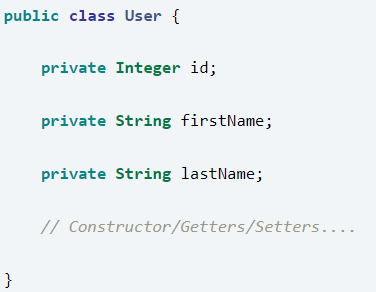 public class User {
private Integer id;
private String firstName;
private String lastName;
// Constructor/Getters/Setters....
}